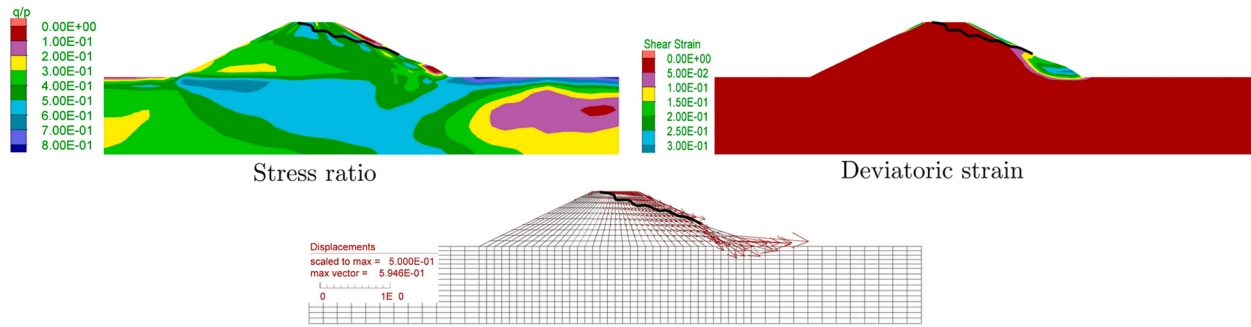 q/p
0.00E+00
1.00E-01
2.00E-01
3.00E-01
4.00E-01
5.00E-01
6.00E-01
7.00E-01
8.00E-01
Stress ratio
Shear Strain
0.00E+00
5.00E-02
1.00E-01
1.50E-01
2.00E-01
2.50E-01
3.00E-01
Deviatoric strain
Displacements
scaled to max = 5.000E-01
max vector = 5.946E-01
0 1E 0